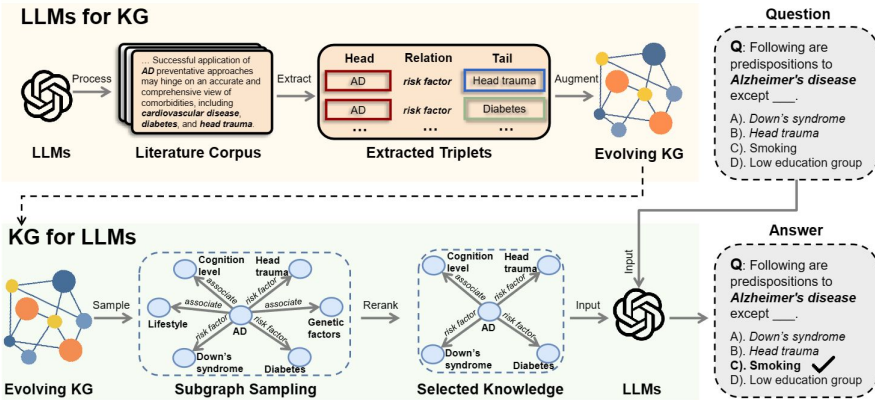 LLMs for KG
Process
LLMs
... Successful application of
AD preventative approaches
may hinge on an accurate and
comprehensive view of
comorbidities, including
cardiovascular disease,
diabetes, and head trauma.
Literature Corpus
Extract
Head Relation Tail
AD risk factor Head trauma
AD risk factor Diabetes
... ... ...
Extracted Triplets
Augment
Evolving KG
Question
Q: Following are
predispositions to
Alzheimer's disease
except ___.
A). Down's syndrome
B). Head trauma
C). Smoking
D). Low education group
KG for LLMs
Evolving KG
Sample
Cognition
level
Head
trauma
associate
risk factor
associate
associate
Lifestyle
AD
Genetic
factors
risk factor
risk factor
Down's
syndrome
Diabetes
Subgraph Sampling
Rerank
Cognition
level
Head
trauma
associate
risk factor
AD
risk factor
risk factor
Down's
syndrome
Diabetes
Selected Knowledge
Input
Input
LLMs
Answer
Q: Following are
predispositions to
Alzheimer's disease
except ___.
A). Down's syndrome
B). Head trauma
C). Smoking
D). Low education group